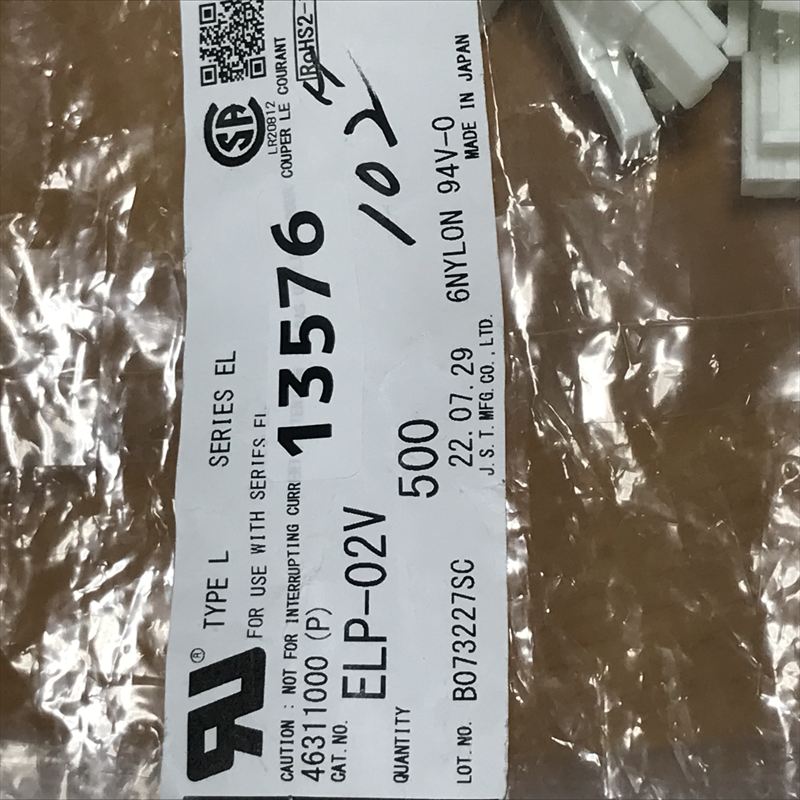 TYPE L SERIES EL
FOR USE WITH SERIES EL
LR20812
CAUTION : NOT FOR INTERRUPTING CURR
COUPER LE COURANT
RoHS2-
46311000 (P)
13576
CAT. NO.
ELP-02V
102
QUANTITY
500
6NYLON 94V-0
MADE IN JAPAN
LOT. NO. B073227SC
22.07.29
J.S.T.MFG.CO.,LTD.